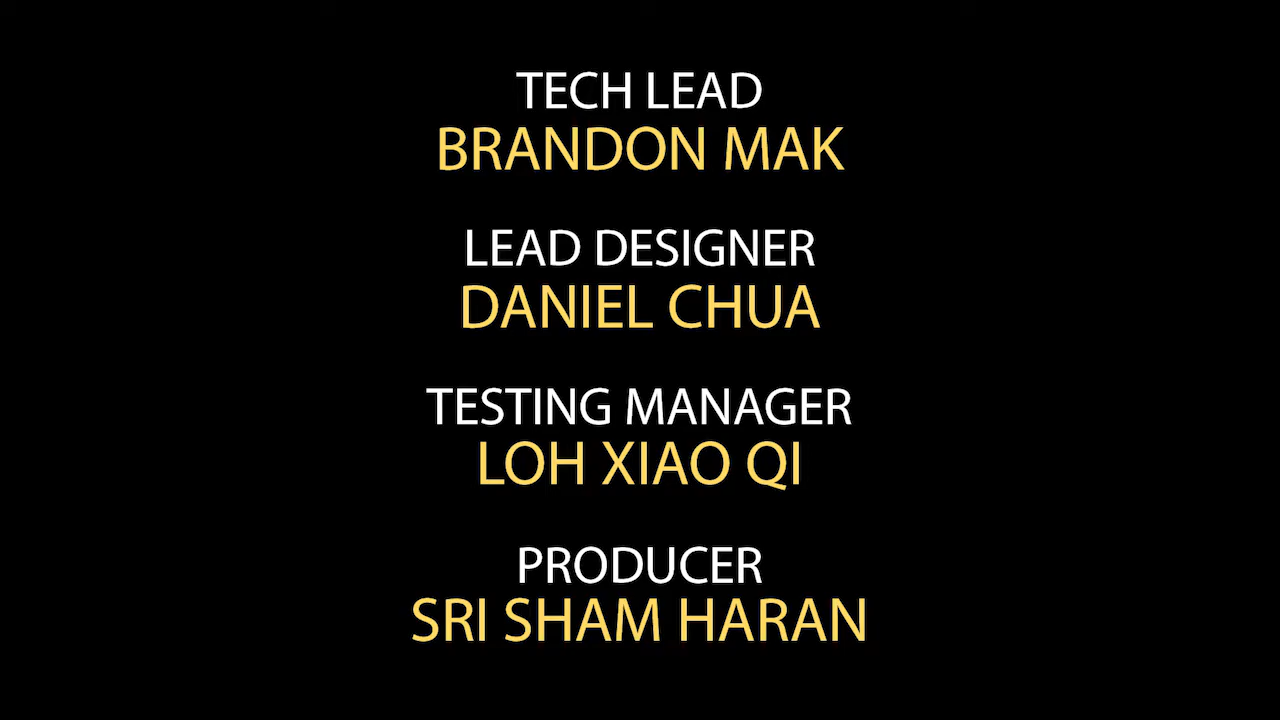 TECH LEAD
BRANDON MAK
LEAD DESIGNER
DANIEL CHUA
TESTING MANAGER
LOH XIAO QI
PRODUCER
SRI SHAM HARAN